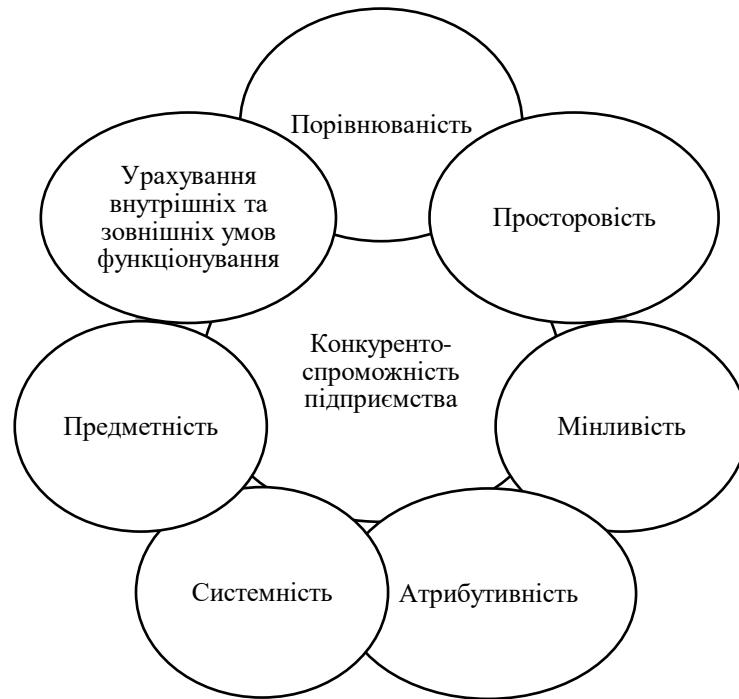 Порівнюваність
Урахування
внутрішніх та
зовнішніх умов
функціонування
Просторовість
Конкуренто-
спроможність
підприємства
Предметність
Мінливість
Системність
Атрибутивність